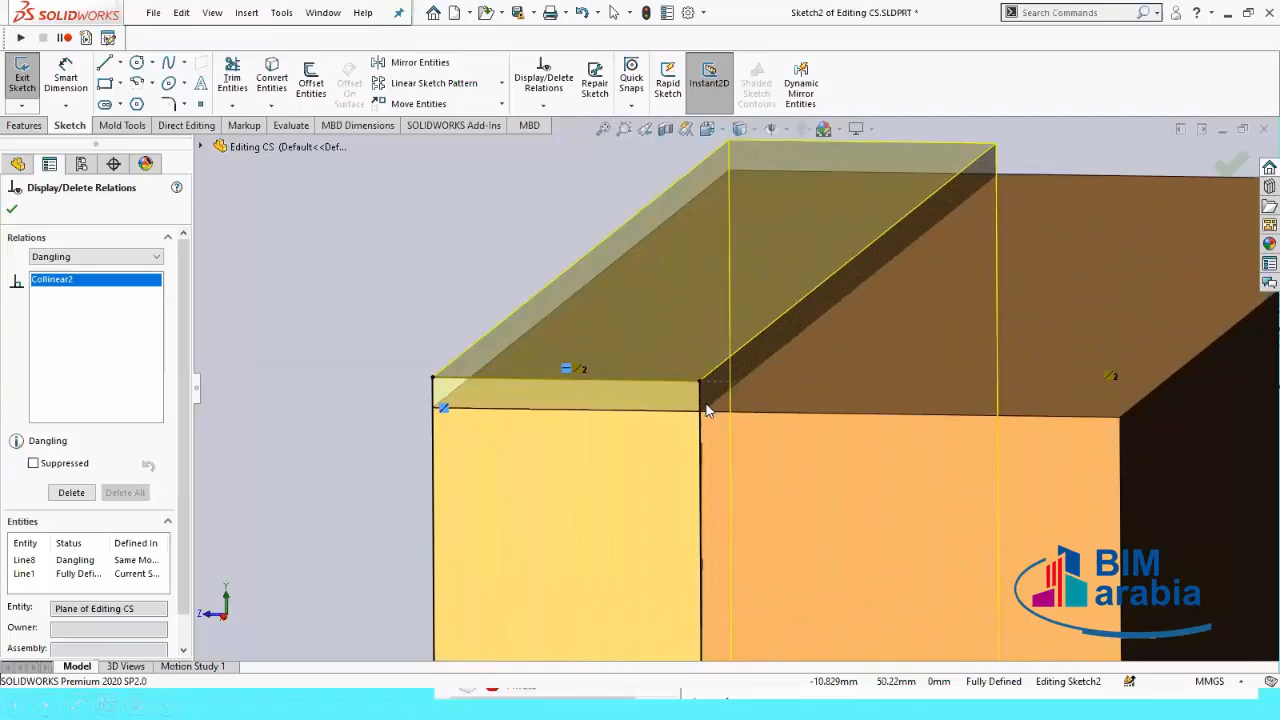 SOLIDWORKS
File Edit View Insert Tools Window Help
Sketch2 of Editing CS.SLDPRT *
Search Commands
Exit Sketch
Smart Dimension
Trim Entities
Convert Entities
Offset Entities
Offset On Surface
Mirror Entities
Linear Sketch Pattern
Move Entities
Display/Delete Relations
Repair Sketch
Quick Snaps
Rapid Sketch
Instant2D
Shaded Sketch Contours
Dynamic Mirror Entities
Features Sketch Mold Tools Direct Editing Markup Evaluate MBD Dimensions SOLIDWORKS Add-Ins MBD
Editing CS (Default<<Def...
Display/Delete Relations
Relations
Dangling
Collinear2
Dangling
Suppressed
Delete Delete All
Entities
Entity Status Defined In
Line8 Dangling Same Mo...
Line1 Fully Defi... Current S...
Entity: Plane of Editing CS
Owner:
Assembly:
2
2
Y
Z
BIM
arabia
Model 3D Views Motion Study 1
SOLIDWORKS Premium 2020 SP2.0
-10.829mm 50.22mm 0mm Fully Defined Editing Sketch2 MMGS